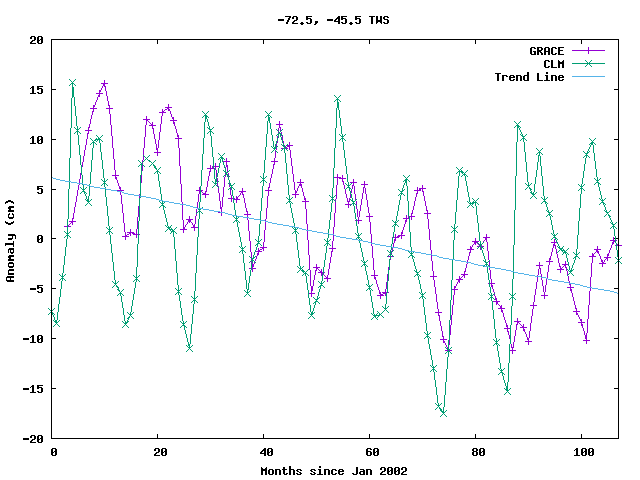 -72.5, -45.5 TWS
GRACE
CLM
Trend Line
20
15
10
5
0
-5
-10
-15
-20
Anomaly (cm)
0 20 40 60 80 100
Months since Jan 2002